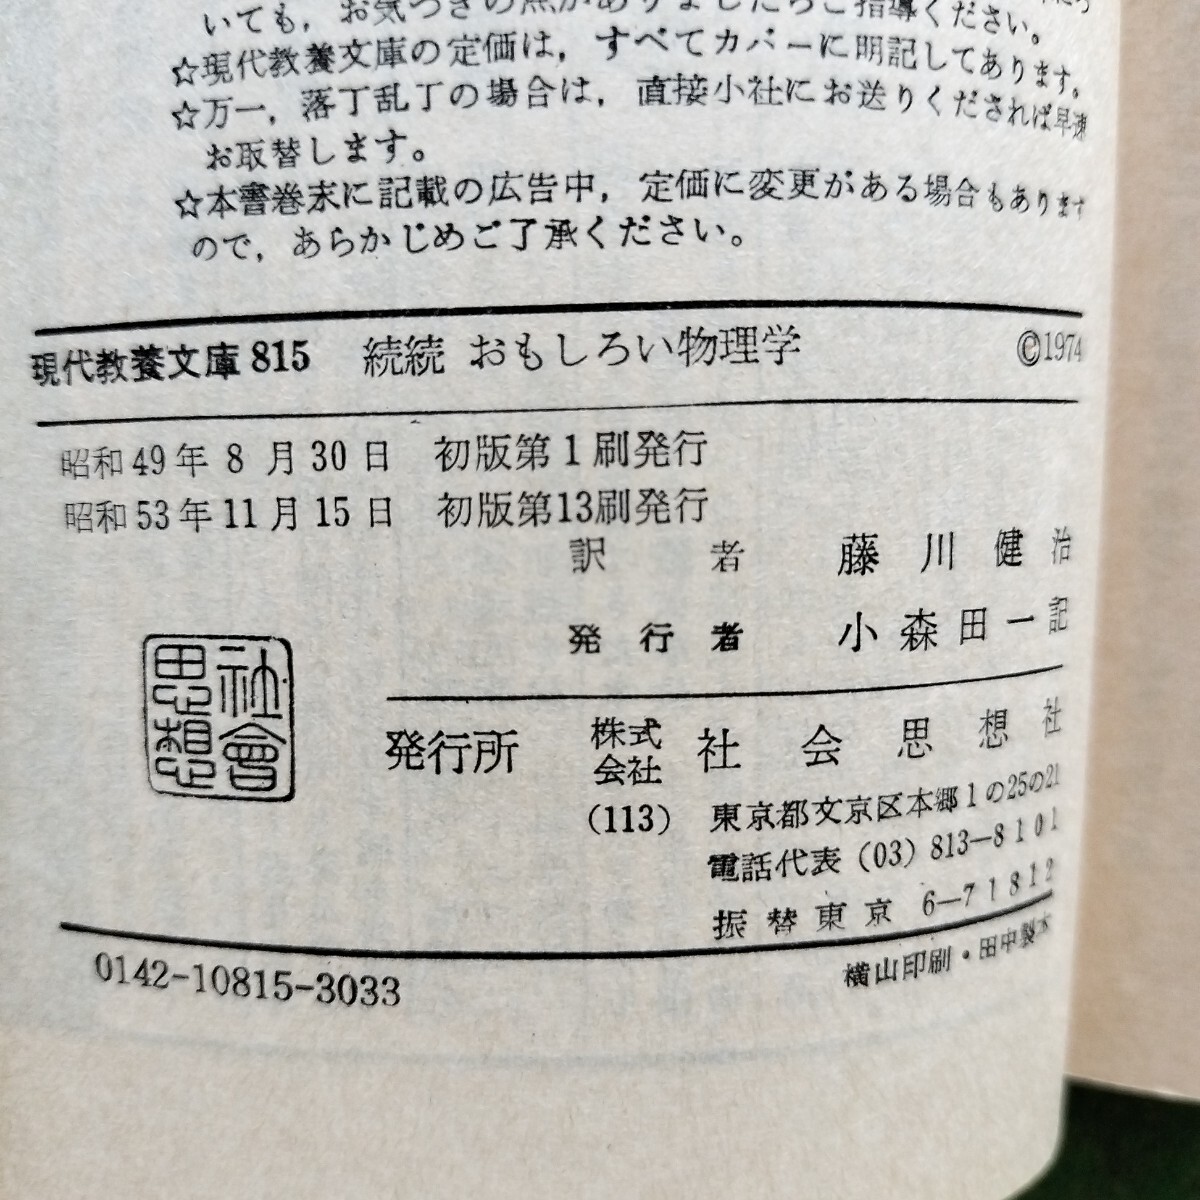 いても，お気づきの点がありましたらご指導ください。
☆現代教養文庫の定価は，すべてカバーに明記してあります。
☆万一，落丁乱丁の場合は，直接小社にお送りくだされば早速
お取替します。
☆本書巻末に記載の広告中，定価に変更がある場合もあります
ので，あらかじめご了承ください。
現代教養文庫815 続続 おもしろい物理学 ©1974
昭和49年8月30日 初版第1刷発行
昭和53年11月15日 初版第13刷発行
訳者 藤川健治
発行者 小森田一記
社會思想
発行所 株式会社 社会思想社
(113) 東京都文京区本郷1の25の21
電話代表 (03) 813-8101
振替東京 6-71812
0142-10815-3033
横山印刷・田中製本